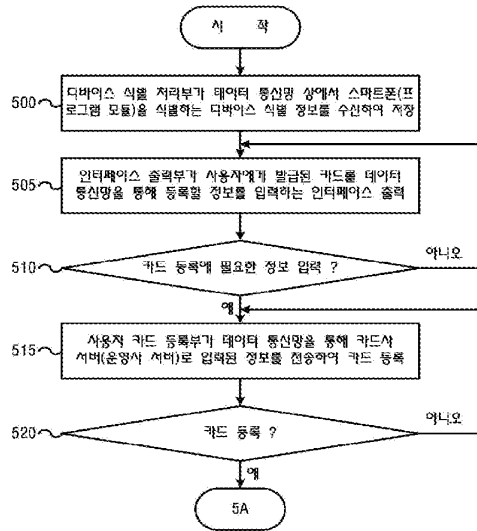 시 작
500
디바이스 식별 처리부가 데이터 통신망 상에서 스마트폰(프
로그램 모듈)을 식별하는 디바이스 식별 정보를 수신하여 저장
505
인터페이스 출력부가 사용자에게 발급된 카드를 데이터
통신망을 통해 등록할 정보를 입력하는 인터페이스 출력
510
카드 등록에 필요한 정보 입력 ?
아니오
예
515
사용자 카드 등록부가 데이터 통신망을 통해 카드사
서버(운영사 서버)로 입력된 정보를 전송하여 카드 등록
520
카드 등록 ?
아니오
예
5A